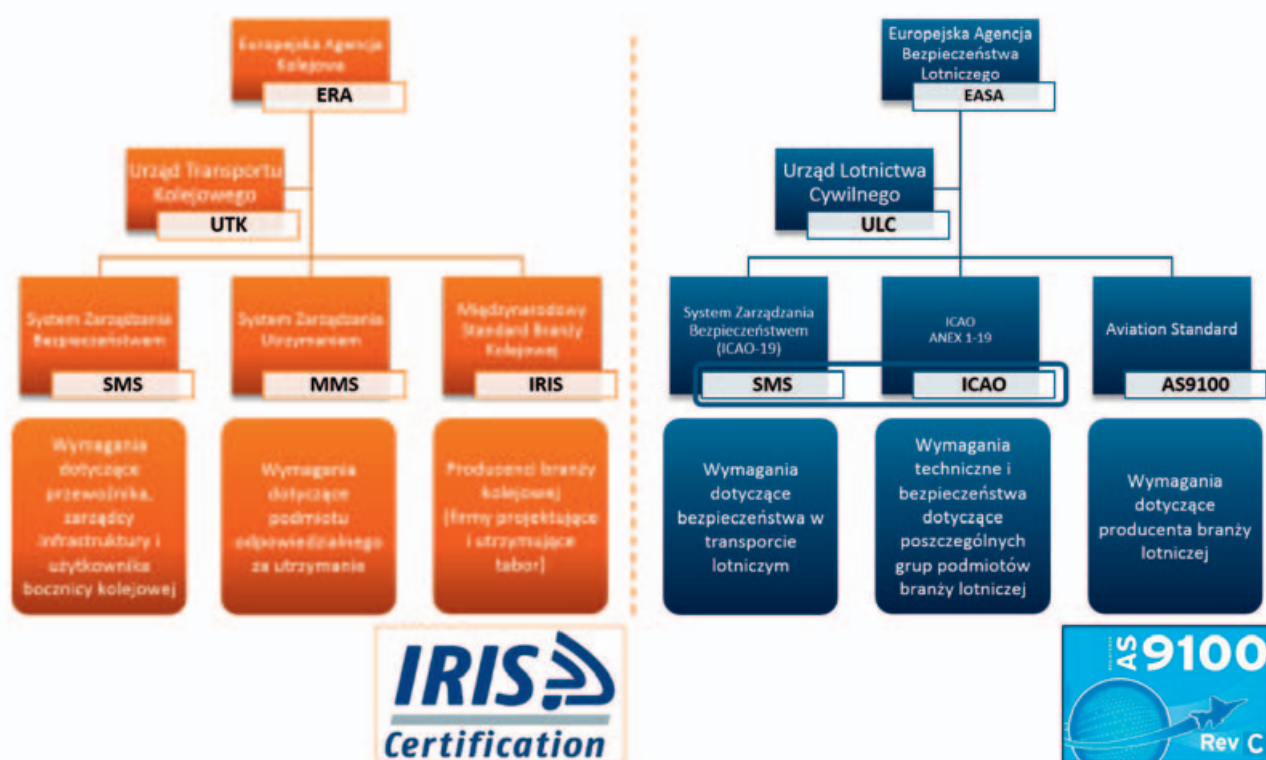 Europejska Agencja
Kolejowa
ERA
Urząd Transportu
Kolejowego
UTK
System Zarządzania
Bezpieczeństwem
SMS
System Zarządzania
Utrzymaniem
MMS
Międzynarodowy
Standard Branży
Kolejowej
IRIS
Wymagania
dotyczące
przewoźnika,
zarządcy
infrastruktury i
użytkownika
bocznicy kolejowej
Wymagania
dotyczące
podmiotu
odpowiedzialnego
za utrzymanie
Producenci branży
kolejowej
(firmy projektujące
i utrzymujące
tabor)
IRIS
Certification
Europejska Agencja
Bezpieczeństwa
Lotniczego
EASA
Urząd Lotnictwa
Cywilnego
ULC
System Zarządzania
Bezpieczeństwem
(ICAO-19)
SMS
ICAO
ANEX 1-19
ICAO
Aviation Standard
AS9100
Wymagania
dotyczące
bezpieczeństwa w
transporcie
lotniczym
Wymagania
techniczne i
bezpieczeństwa
dotyczące
poszczególnych
grup podmiotów
branży lotniczej
Wymagania
dotyczące
producenta branży
lotniczej
AS 9100
Rev C